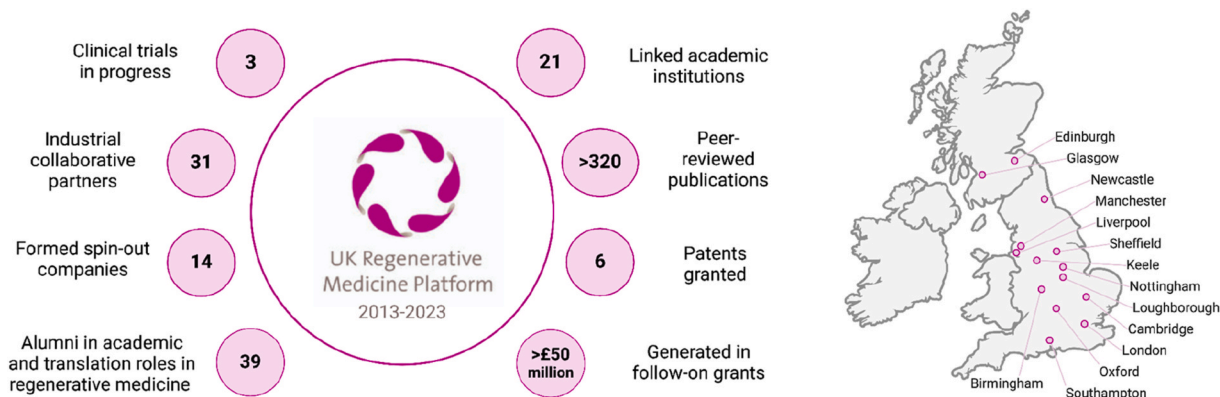 Clinical trials
in progress
3
Industrial
collaborative
partners
31
Formed spin-out
companies
14
Alumni in academic
and translation roles in
regenerative medicine
39
UK Regenerative
Medicine Platform
2013-2023
21
Linked academic
institutions
>320
Peer-
reviewed
publications
6
Patents
granted
>£50
million
Generated in
follow-on grants
Edinburgh
Glasgow
Newcastle
Manchester
Liverpool
Sheffield
Keele
Nottingham
Loughborough
Cambridge
London
Oxford
Birmingham
Southampton